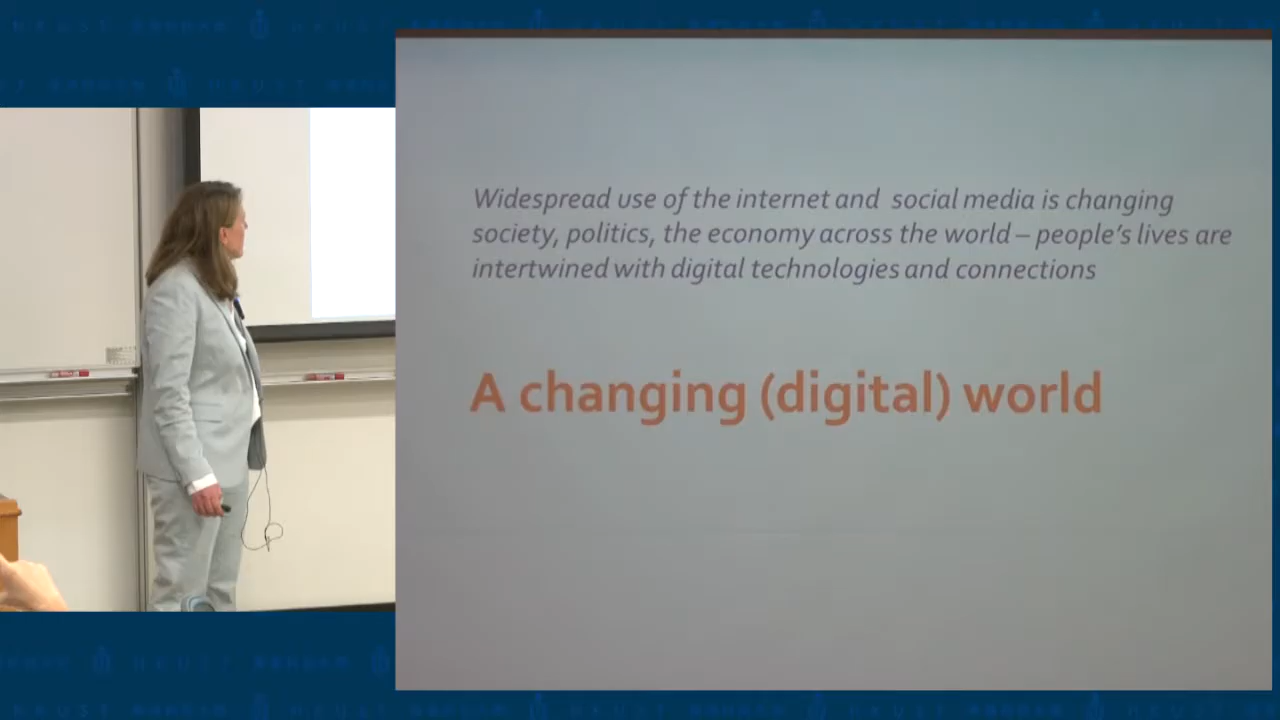 Widespread use of the internet and social media is changing
society, politics, the economy across the world – people's lives are
intertwined with digital technologies and connections
A changing (digital) world